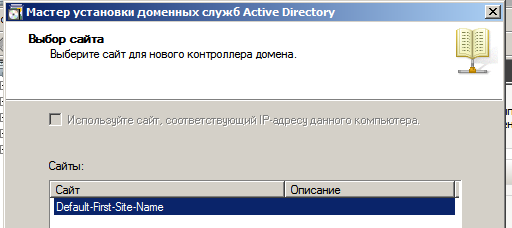 Мастер установки доменных служб Active Directory
Выбор сайта
Выберите сайт для нового контроллера домена.
Используйте сайт, соответствующий IP-адресу данного компьютера.
Сайты:
Сайт Описание
Default-First-Site-Name